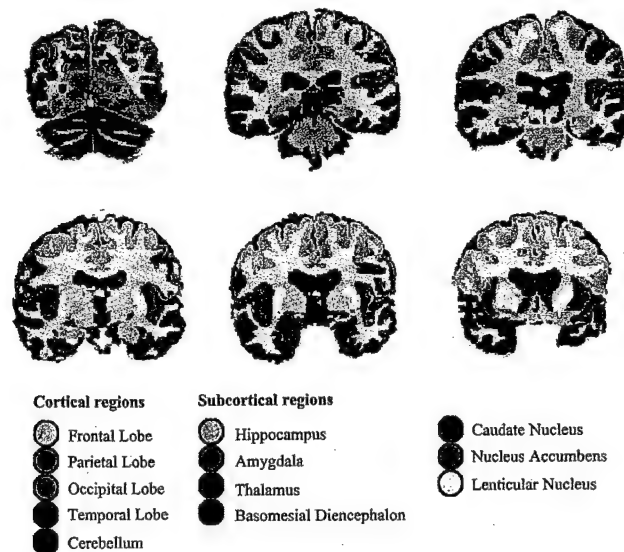 Cortical regions
Frontal Lobe
Parietal Lobe
Occipital Lobe
Temporal Lobe
Cerebellum
Subcortical regions
Hippocampus
Amygdala
Thalamus
Basomesial Diencephalon
Caudate Nucleus
Nucleus Accumbens
Lenticular Nucleus